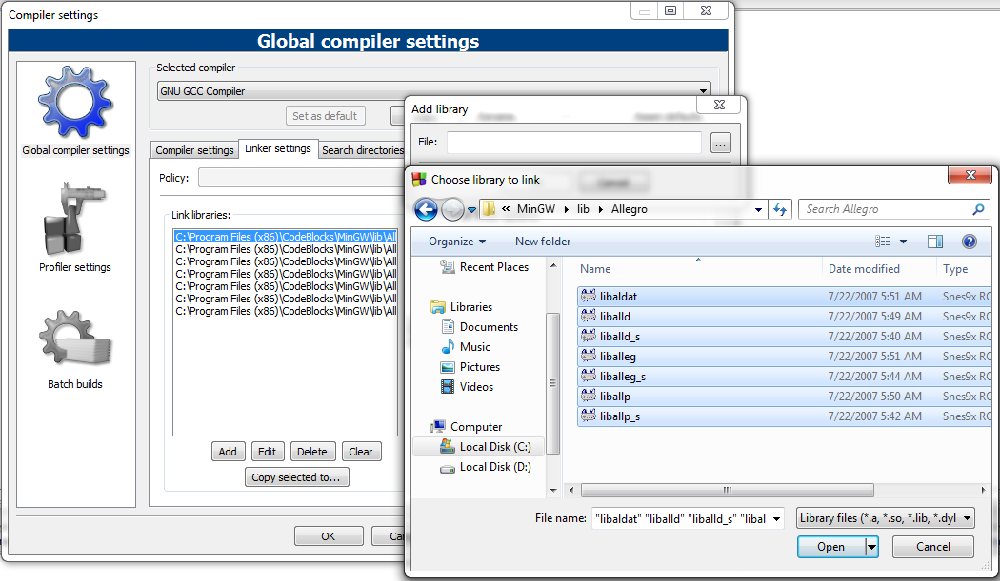 Compiler settings
Global compiler settings
Global compiler settings
Profiler settings
Batch builds
Selected compiler
GNU GCC Compiler
Set as default
Compiler settings
Linker settings
Search directories
Policy:
Link libraries:
C:\Program Files (x86)\CodeBlocks\MinGW\lib\All
C:\Program Files (x86)\CodeBlocks\MinGW\lib\All
C:\Program Files (x86)\CodeBlocks\MinGW\lib\All
C:\Program Files (x86)\CodeBlocks\MinGW\lib\All
C:\Program Files (x86)\CodeBlocks\MinGW\lib\All
C:\Program Files (x86)\CodeBlocks\MinGW\lib\All
C:\Program Files (x86)\CodeBlocks\MinGW\lib\All
Add Edit Delete Clear
Copy selected to...
OK
Add library
File:
...
Choose library to link
« MinGW lib Allegro
Search Allegro
Organize New folder
Recent Places
Libraries
Documents
Music
Pictures
Videos
Computer
Local Disk (C:)
Local Disk (D:)
Name Date modified Type
libaldat 7/22/2007 5:51 AM Snes9x RO
liballd 7/22/2007 5:49 AM Snes9x RO
liballd_s 7/22/2007 5:40 AM Snes9x RO
liballeg 7/22/2007 5:51 AM Snes9x RO
liballeg_s 7/22/2007 5:44 AM Snes9x RO
liballp 7/22/2007 5:50 AM Snes9x RO
liballp_s 7/22/2007 5:42 AM Snes9x RO
File name: "libaldat" "liballd" "liballd_s" "libal
Library files (*.a, *.so, *.lib, *.dyl
Open Cancel